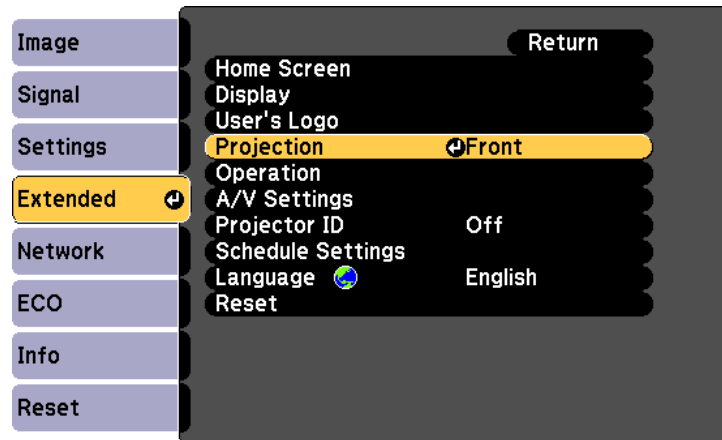 Image
Signal
Settings
Extended
Network
ECO
Info
Reset
Return
Home Screen
Display
User's Logo
Projection Front
Operation
A/V Settings
Projector ID Off
Schedule Settings
Language English
Reset